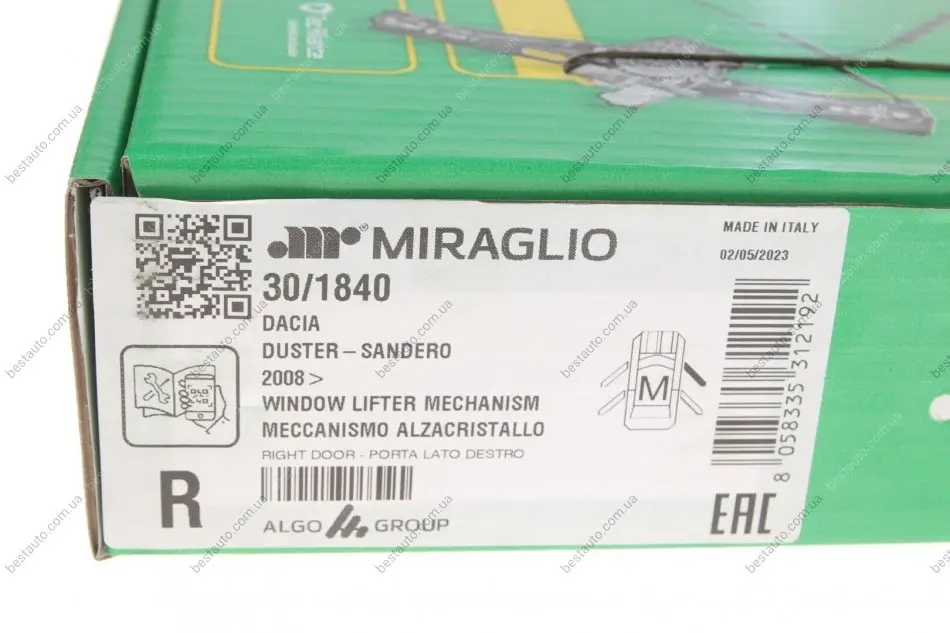 Tecalliance
MIRAGLIO
MADE IN ITALY
02/05/2023
30/1840
DACIA
DUSTER – SANDERO
2008 >
WINDOW LIFTER MECHANISM
MECCANISMO ALZACRISTALLO
RIGHT DOOR - PORTA LATO DESTRO
R
ALGO GROUP
M
8 058335 312192
EAC
bestauto.com.ua